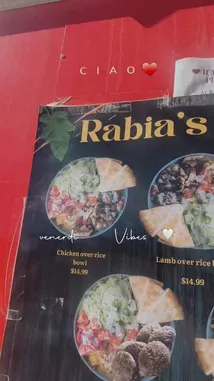 CIAO❤️
Rabia's
venerdì Vibes 🤍
Chicken over rice
bowl
$14.99
Lamb over rice
$14.99